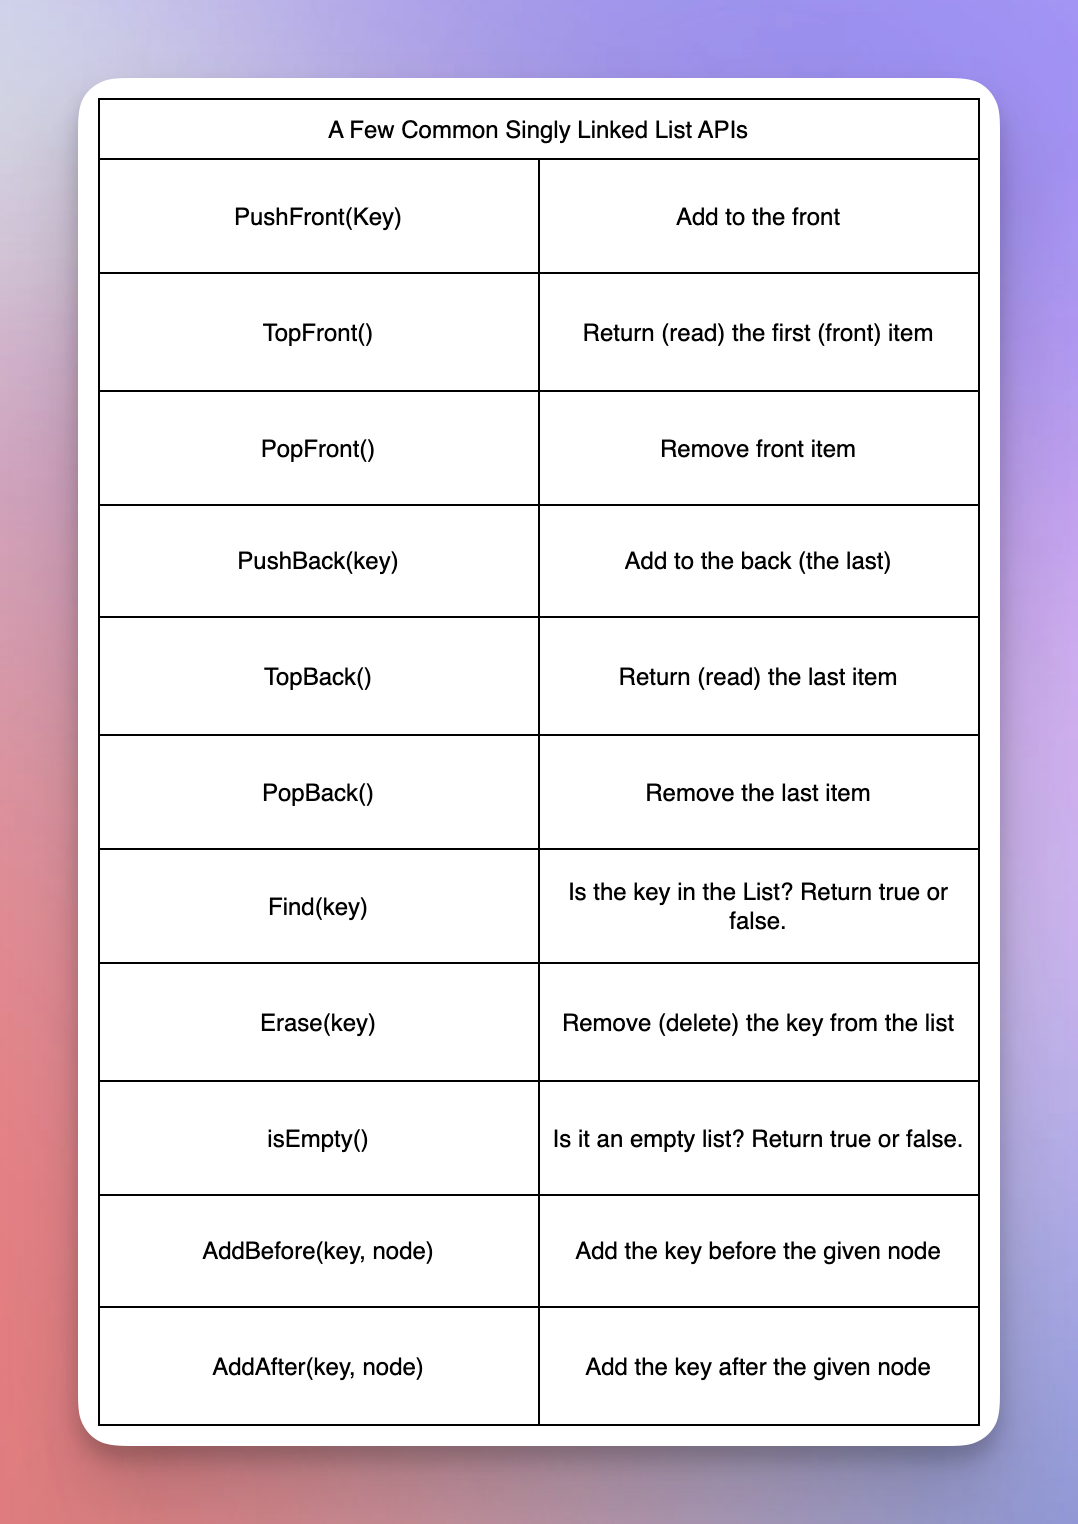 A Few Common Singly Linked List APIs
PushFront(Key)
Add to the front
TopFront()
Return (read) the first (front) item
PopFront()
Remove front item
PushBack(key)
Add to the back (the last)
TopBack()
Return (read) the last item
PopBack()
Remove the last item
Find(key)
Is the key in the List? Return true or
false.
Erase(key)
Remove (delete) the key from the list
isEmpty()
Is it an empty list? Return true or false.
AddBefore(key, node)
Add the key before the given node
AddAfter(key, node)
Add the key after the given node